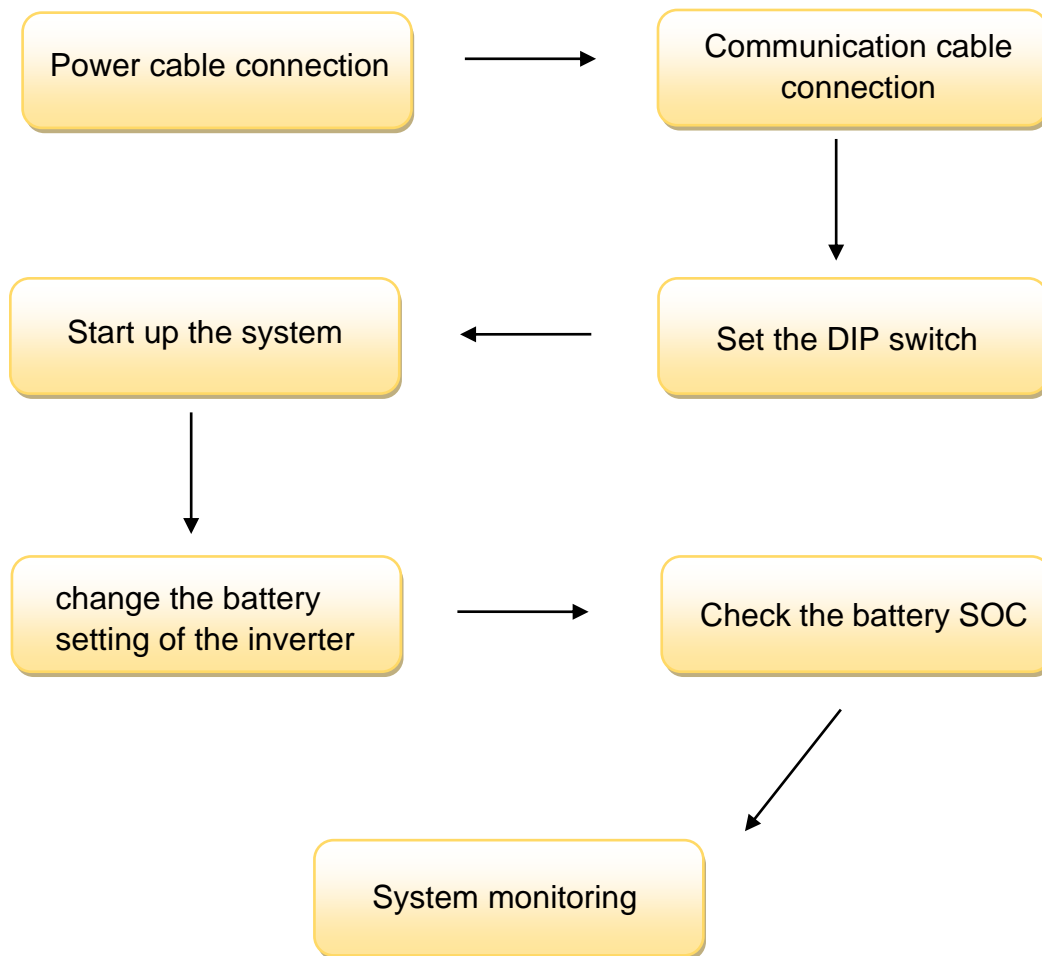 Power cable connection
Communication cable
connection
Start up the system
Set the DIP switch
change the battery
setting of the inverter
Check the battery SOC
System monitoring